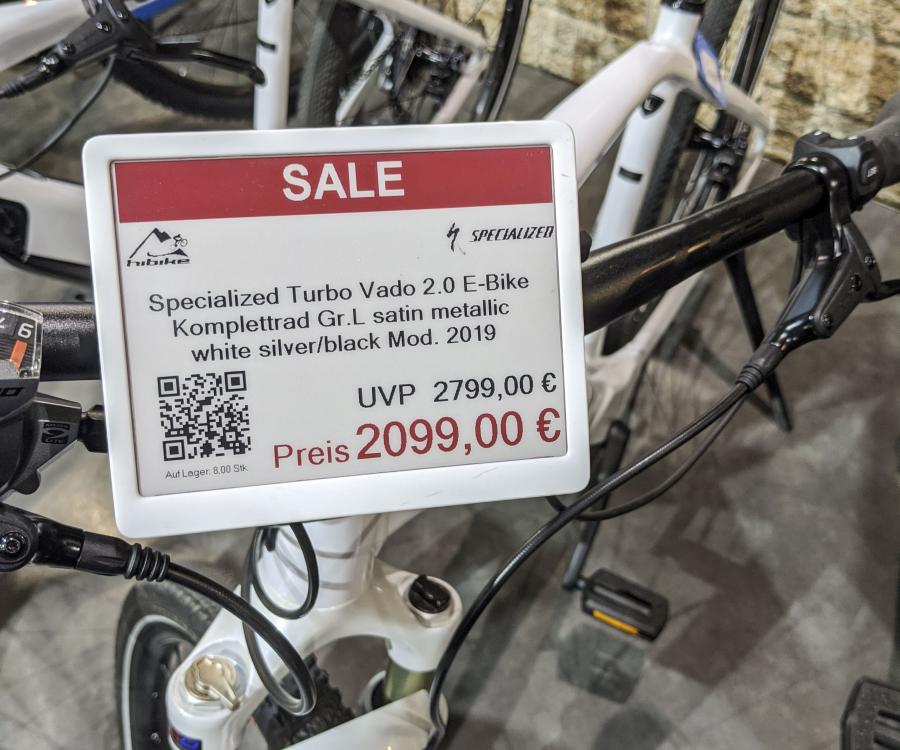 SALE
hibike
SPECIALIZED
Specialized Turbo Vado 2.0 E-Bike
Komplettrad Gr.L satin metallic
white silver/black Mod. 2019
UVP 2799,00 €
Preis 2099,00 €
Auf Lager: 8,00 Stk.
6